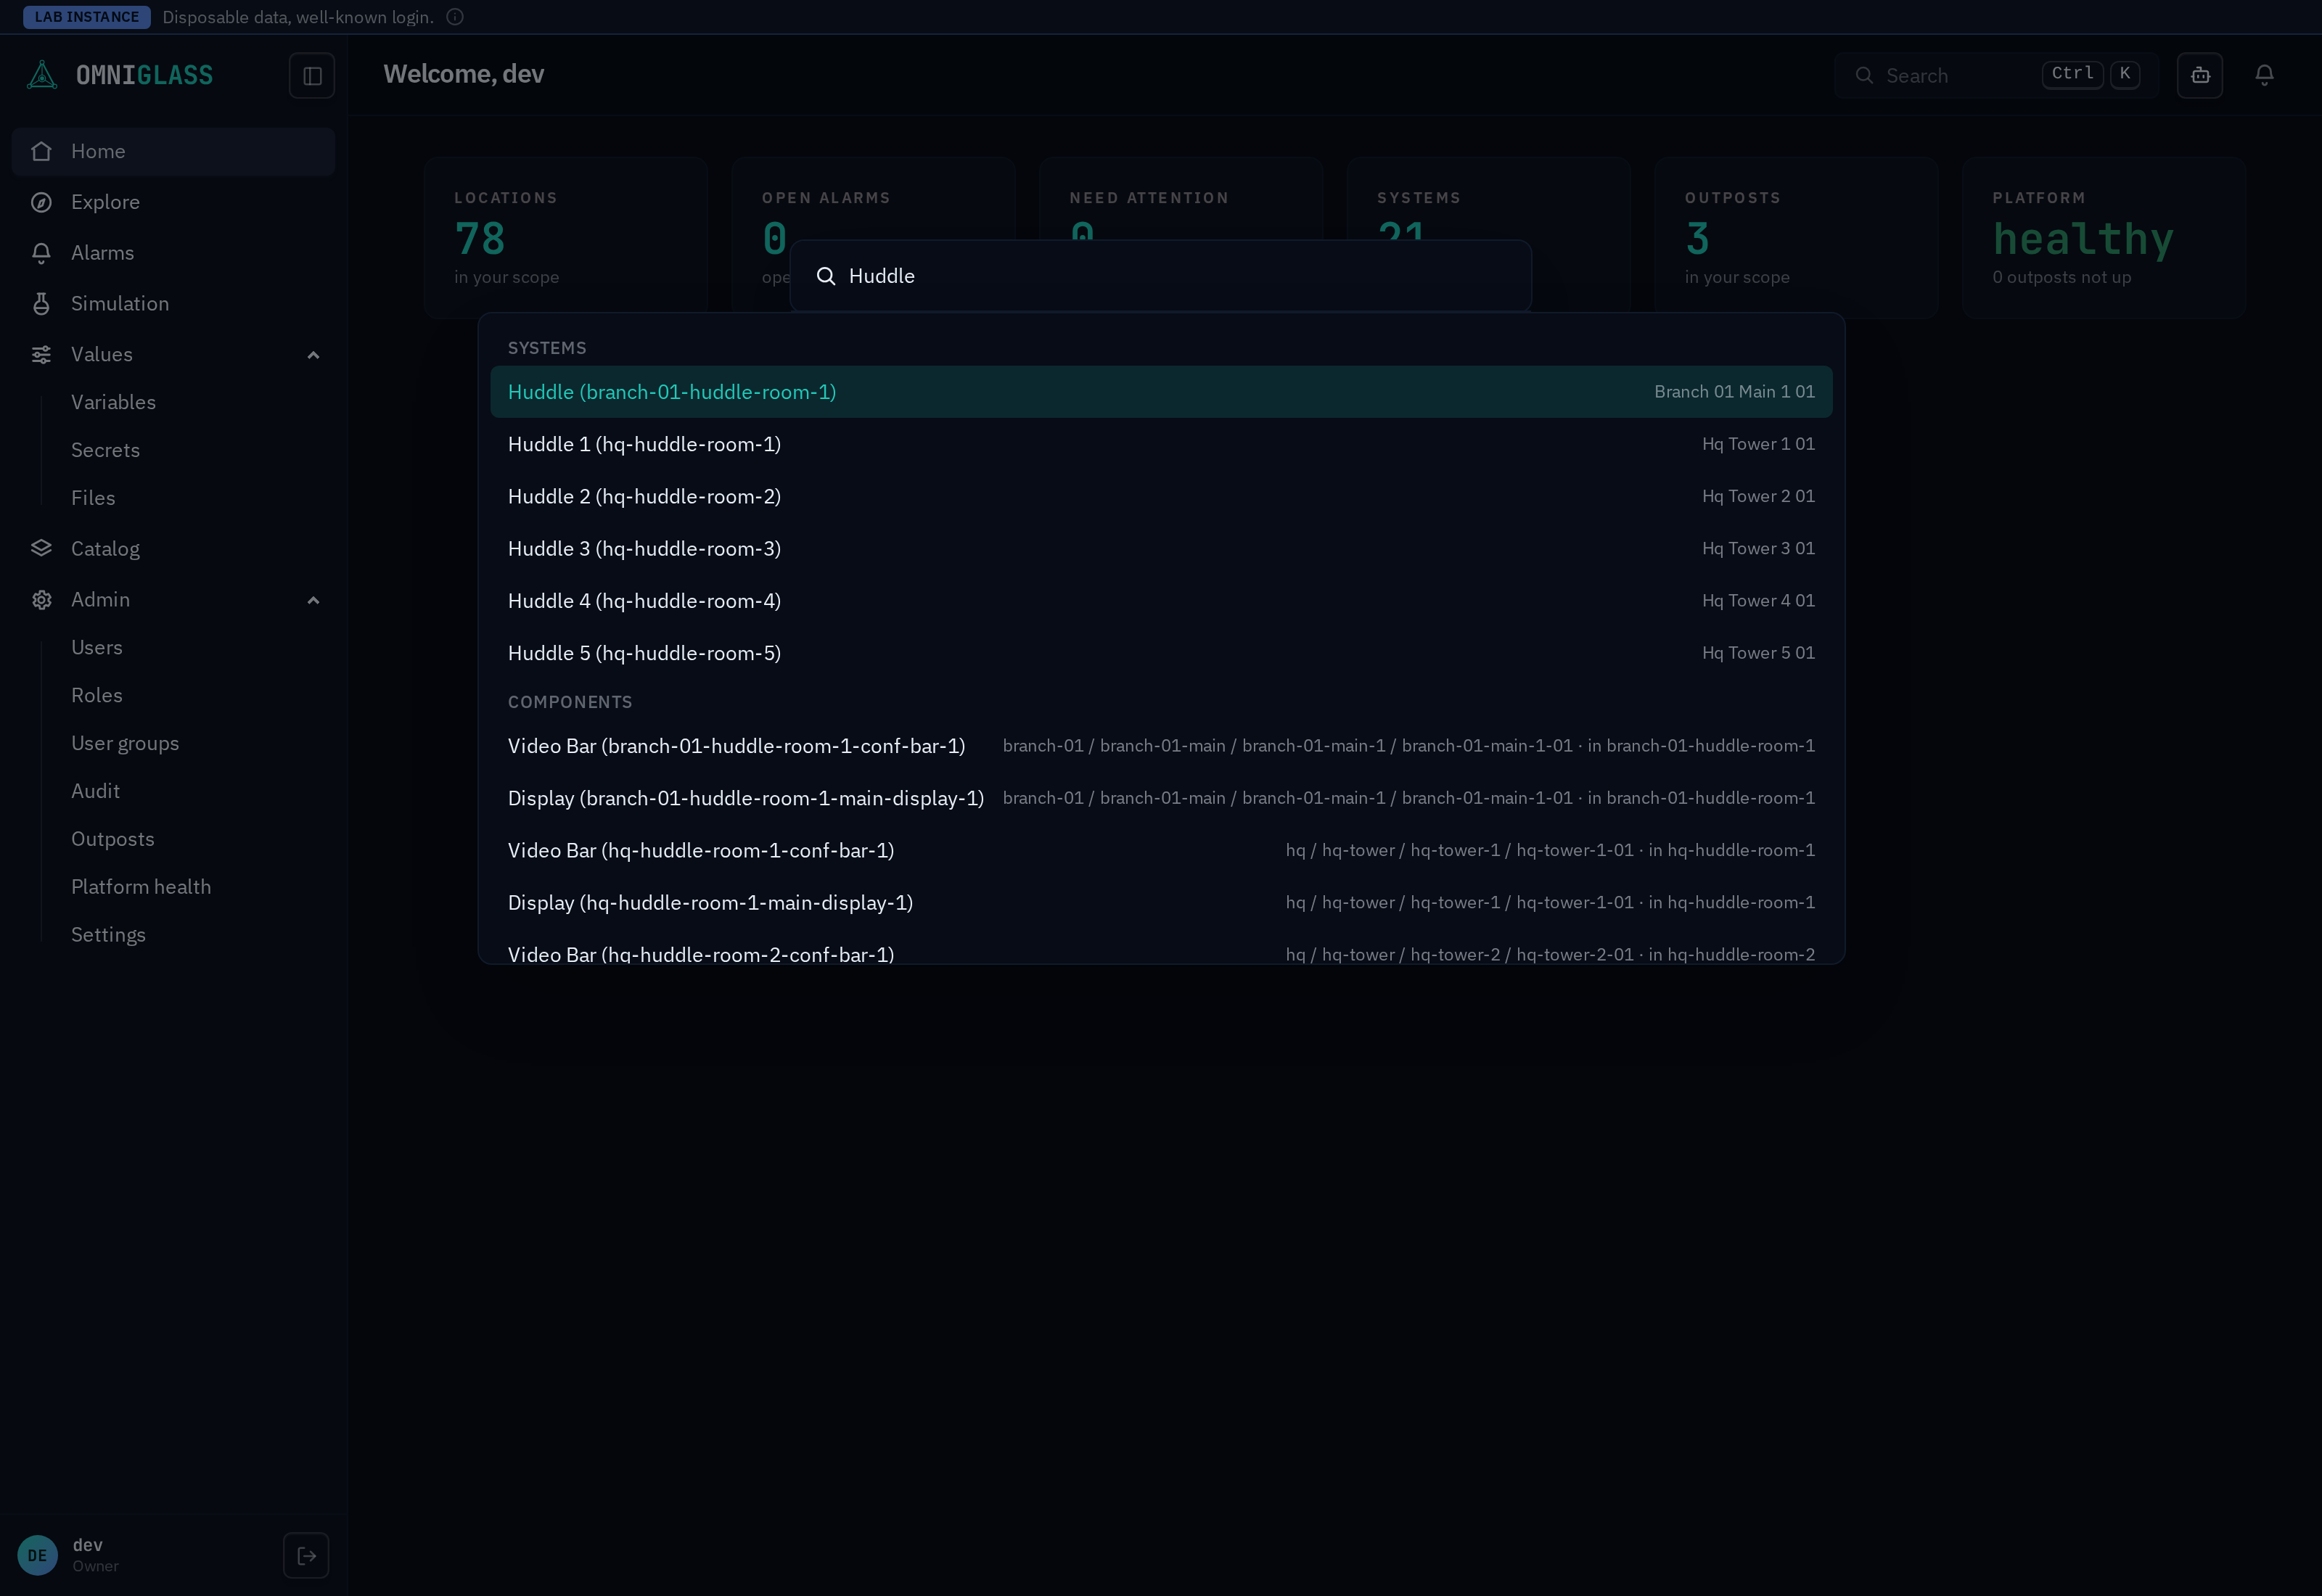 LAB INSTANCE Disposable data, well-known login.
OMNIGLASS
Welcome, dev
Search Ctrl K
Home
Explore
Alarms
Simulation
Values
Variables
Secrets
Files
Catalog
Admin
Users
Roles
User groups
Audit
Outposts
Platform health
Settings
LOCATIONS
78
in your scope
OPEN ALARMS
0
ope
NEED ATTENTION
0
SYSTEMS
21
OUTPOSTS
3
in your scope
PLATFORM
healthy
0 outposts not up
Huddle
SYSTEMS
Huddle (branch-01-huddle-room-1) Branch 01 Main 1 01
Huddle 1 (hq-huddle-room-1) Hq Tower 1 01
Huddle 2 (hq-huddle-room-2) Hq Tower 2 01
Huddle 3 (hq-huddle-room-3) Hq Tower 3 01
Huddle 4 (hq-huddle-room-4) Hq Tower 4 01
Huddle 5 (hq-huddle-room-5) Hq Tower 5 01
COMPONENTS
Video Bar (branch-01-huddle-room-1-conf-bar-1) branch-01 / branch-01-main / branch-01-main-1 / branch-01-main-1-01 · in branch-01-huddle-room-1
Display (branch-01-huddle-room-1-main-display-1) branch-01 / branch-01-main / branch-01-main-1 / branch-01-main-1-01 · in branch-01-huddle-room-1
Video Bar (hq-huddle-room-1-conf-bar-1) hq / hq-tower / hq-tower-1 / hq-tower-1-01 · in hq-huddle-room-1
Display (hq-huddle-room-1-main-display-1) hq / hq-tower / hq-tower-1 / hq-tower-1-01 · in hq-huddle-room-1
Video Bar (hq-huddle-room-2-conf-bar-1) hq / hq-tower / hq-tower-2 / hq-tower-2-01 · in hq-huddle-room-2
DE dev
Owner